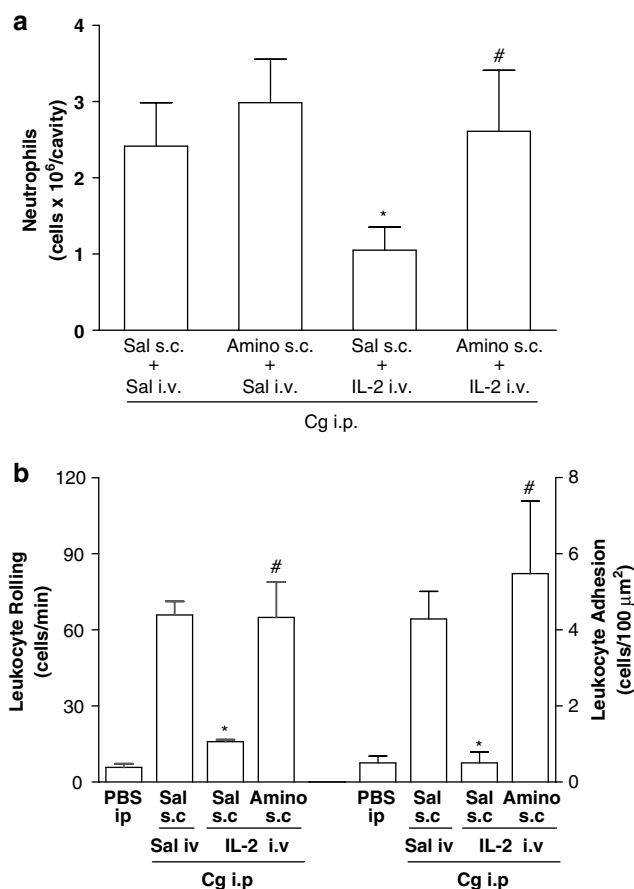 a
Neutrophils
(cells x 10⁶/cavity)
4
3
2
1
0
*
#
Sal s.c. Amino s.c. Sal s.c. Amino s.c.
+ + + +
Sal i.v. Sal i.v. IL-2 i.v. IL-2 i.v.
Cg i.p.
b
Leukocyte Rolling
(cells/min)
120
90
60
30
0
*
#
*
#
8
6
4
2
0
Leukocyte Adhesion
(cells/100 µm²)
PBS Sal Sal Amino PBS Sal Sal Amino
ip s.c s.c s.c ip s.c s.c s.c
Sal iv IL-2 i.v Sal iv IL-2 i.v
Cg i.p Cg i.p